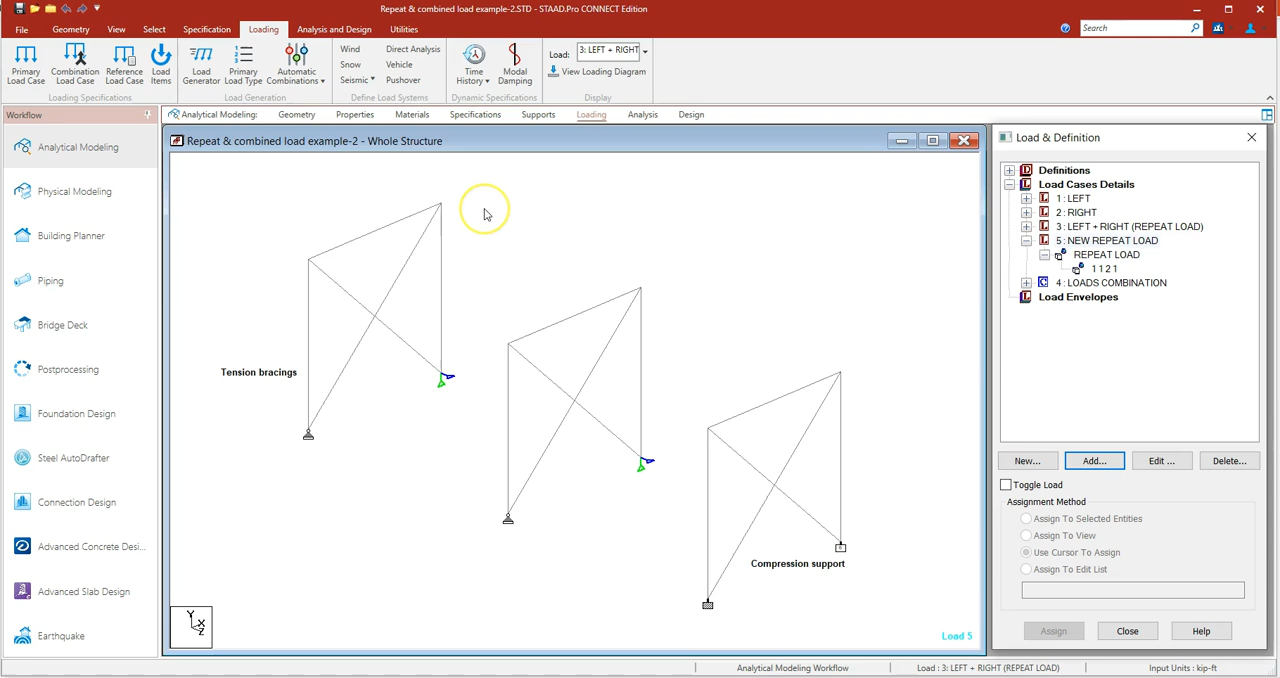 Repeat & combined load example-2.STD - STAAD.Pro CONNECT Edition
File Geometry View Select Specification Loading Analysis and Design Utilities Search
Primary Load Case
Combination Load Case
Reference Load Case
Load Items
Loading Specifications
Load Generator
Primary Load Type
Automatic Combinations
Load Generation
Wind
Snow
Seismic
Direct Analysis
Vehicle
Pushover
Define Load Systems
Time History
Modal Damping
Dynamic Specifications
Load: 3: LEFT + RIGHT
View Loading Diagram
Display
Workflow
Analytical Modeling: Geometry Properties Materials Specifications Supports Loading Analysis Design
Analytical Modeling
Physical Modeling
Building Planner
Piping
Bridge Deck
Postprocessing
Foundation Design
Steel AutoDrafter
Connection Design
Advanced Concrete Desi...
Advanced Slab Design
Earthquake
Repeat & combined load example-2 - Whole Structure
Tension bracings
Compression support
Y
X
Z
Load 5
Load & Definition
Definitions
Load Cases Details
1 : LEFT
2 : RIGHT
3 : LEFT + RIGHT (REPEAT LOAD)
5 : NEW REPEAT LOAD
REPEAT LOAD
1 1 2 1
4 : LOADS COMBINATION
Load Envelopes
New... Add... Edit ... Delete...
Toggle Load
Assignment Method
Assign To Selected Entities
Assign To View
Use Cursor To Assign
Assign To Edit List
Assign Close Help
Analytical Modeling Workflow Load : 3: LEFT + RIGHT (REPEAT LOAD) Input Units : kip-ft